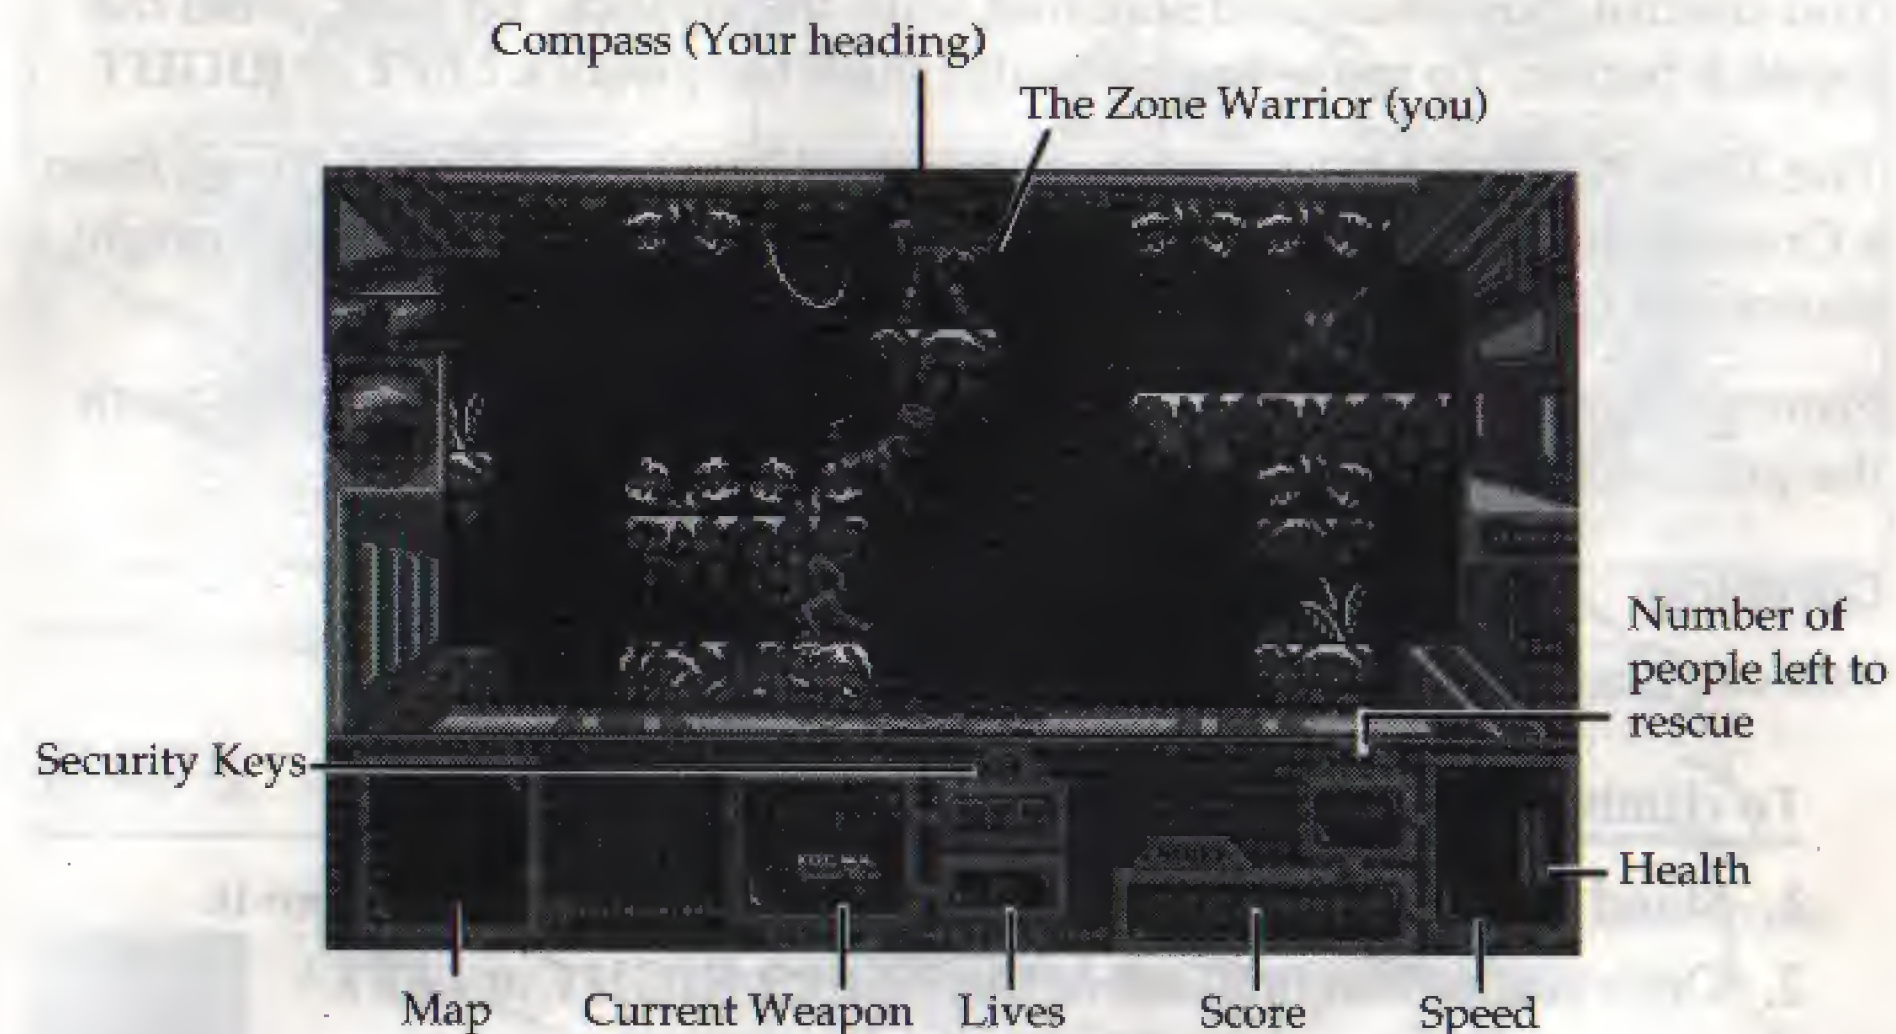 Compass (Your heading)
The Zone Warrior (you)
Number of
people left to
rescue
Security Keys
Health
Map
Current Weapon
Lives
Score
Speed